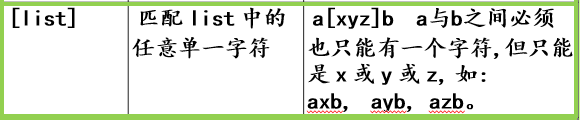 [list] 匹配 list 中的 a[xyz]b a与b之间必须
任意单一字符 也只能有一个字符,但只能
是 x 或 y 或 z, 如:
axb, ayb, azb。